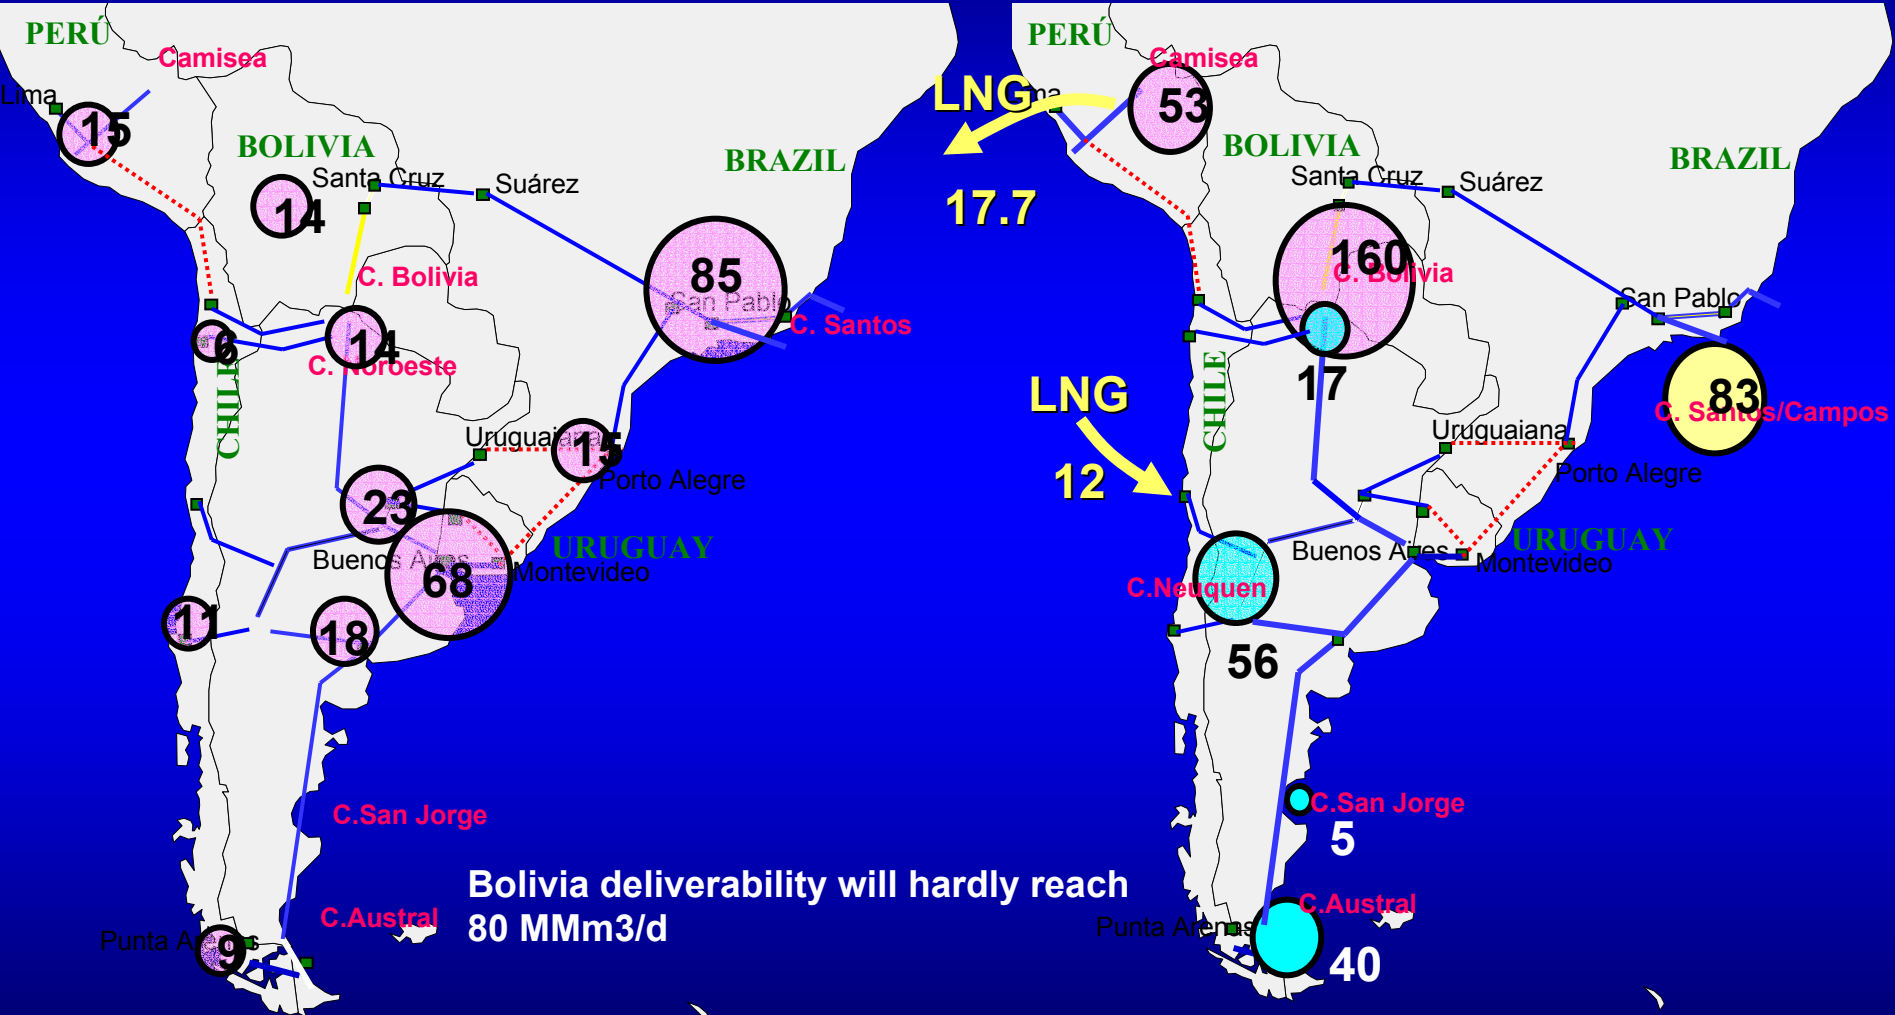 PERÚ
Camisea
Lima
15
BOLIVIA
14
Santa Cruz
Suárez
BRAZIL
C. Bolivia
85
San Pablo
C. Santos
6
14
C. Noroeste
CHILE
Uruguaiana
15
Porto Alegre
23
Buenos Aires
68
URUGUAY
Montevideo
11
18
C.San Jorge
C.Austral
Punta Arenas
9
Bolivia deliverability will hardly reach
80 MMm3/d
PERÚ
Camisea
LNG
ma
53
17.7
BOLIVIA
Santa Cruz
Suárez
BRAZIL
160
C. Bolivia
San Pablo
17
CHILE
LNG
12
83
C. Santos/Campos
Uruguaiana
Porto Alegre
URUGUAY
Buenos Aires
Montevideo
C.Neuquen
56
C.San Jorge
5
C.Austral
Punta Arenas
40